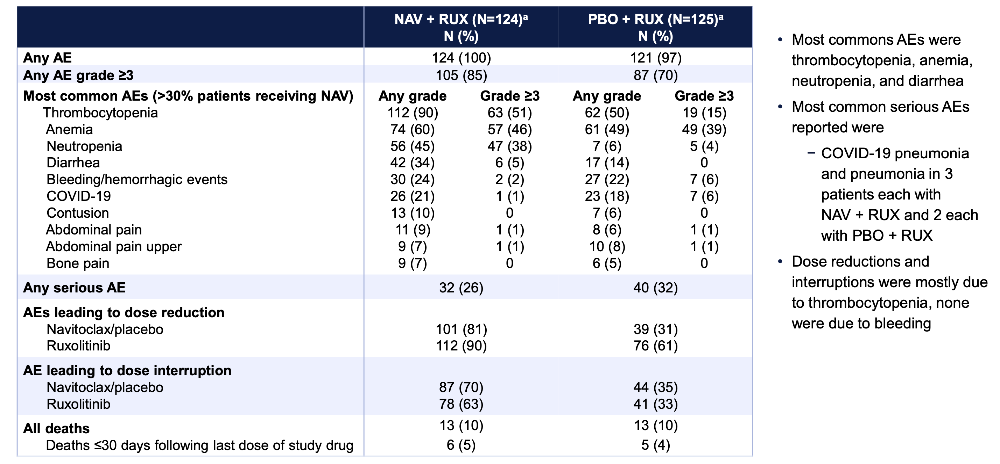 NAV + RUX (N=124)ᵃ PBO + RUX (N=125)ᵃ
N (%) N (%)
Any AE 124 (100) 121 (97)
Any AE grade ≥3 105 (85) 87 (70)
Most common AEs (>30% patients receiving NAV) Any grade Grade ≥3 Any grade Grade ≥3
Thrombocytopenia 112 (90) 63 (51) 62 (50) 19 (15)
Anemia 74 (60) 57 (46) 61 (49) 49 (39)
Neutropenia 56 (45) 47 (38) 7 (6) 5 (4)
Diarrhea 42 (34) 6 (5) 17 (14) 0
Bleeding/hemorrhagic events 30 (24) 2 (2) 27 (22) 7 (6)
COVID-19 26 (21) 1 (1) 23 (18) 7 (6)
Contusion 13 (10) 0 7 (6) 0
Abdominal pain 11 (9) 1 (1) 8 (6) 1 (1)
Abdominal pain upper 9 (7) 1 (1) 10 (8) 1 (1)
Bone pain 9 (7) 0 6 (5) 0
Any serious AE 32 (26) 40 (32)
AEs leading to dose reduction
Navitoclax/placebo 101 (81) 39 (31)
Ruxolitinib 112 (90) 76 (61)
AE leading to dose interruption
Navitoclax/placebo 87 (70) 44 (35)
Ruxolitinib 78 (63) 41 (33)
All deaths 13 (10) 13 (10)
Deaths ≤30 days following last dose of study drug 6 (5) 5 (4)
• Most commons AEs were
thrombocytopenia, anemia,
neutropenia, and diarrhea
• Most common serious AEs
reported were
– COVID-19 pneumonia
and pneumonia in 3
patients each with
NAV + RUX and 2 each
with PBO + RUX
• Dose reductions and
interruptions were mostly due
to thrombocytopenia, none
were due to bleeding